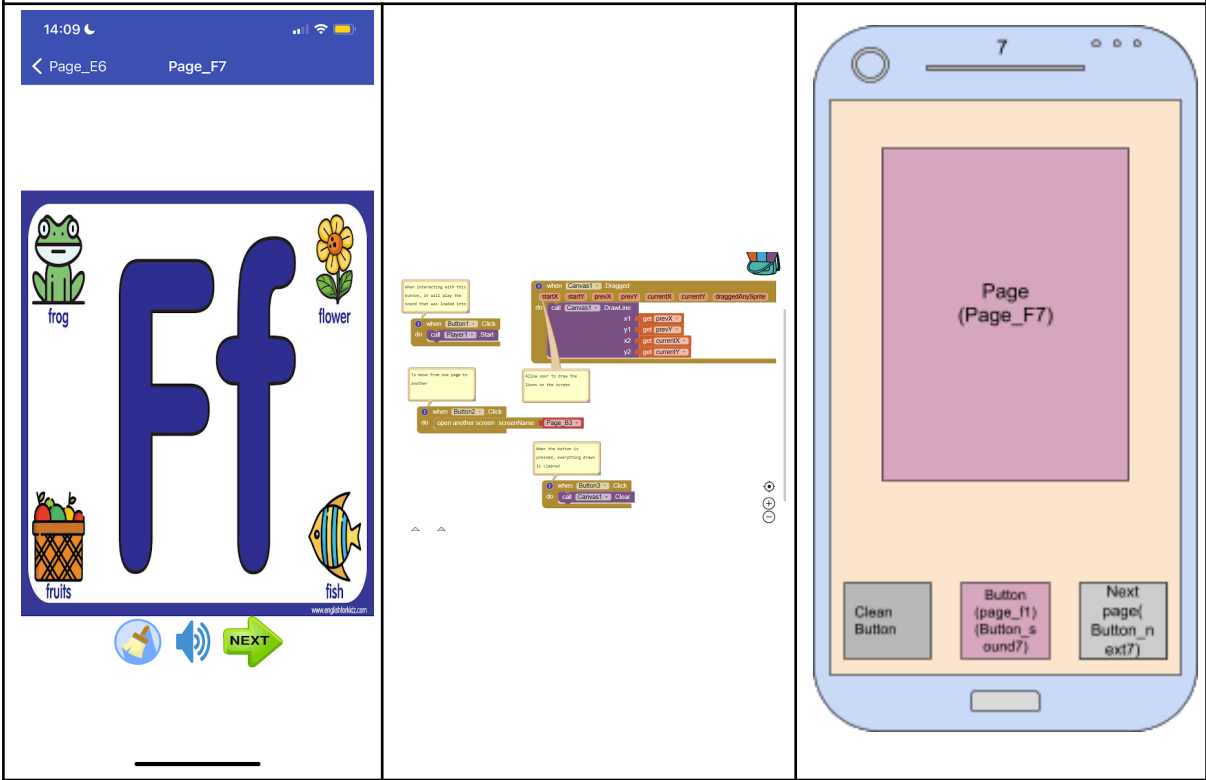 14:09
Page_E6 Page_F7
Ff
frog
flower
fruits
fish
www.englishforkidz.com
NEXT
When interacting with this
button, it will play the
sound that was loaded into
when Button1 .Click
do call Player1 .Start
To move from one page to
another
when Button2 .Click
do open another screen screenName Page_B3
when Canvas1 .Dragged
startX startY prevX prevY currentX currentY draggedAnySprite
do call Canvas1 .DrawLine
x1 get prevX
y1 get prevY
x2 get currentX
y2 get currentY
Allow user to draw the
lines on the screen
When the button is
pressed, everything drawn
is cleared
when Button3 .Click
do call Canvas1 .Clear
7
Page
(Page_F7)
Clean
Button
Button
(page_f1)
(Button_s
ound7)
Next
page(
Button_n
ext7)